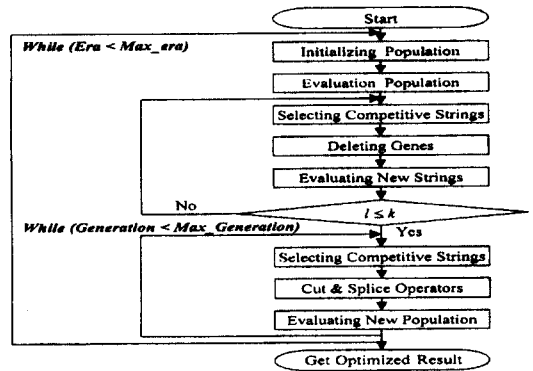 Start
While (Era < Max_era)
Initializing Population
Evaluation Population
Selecting Competitive Strings
Deleting Genes
Evaluating New Strings
No
l ≤ k
While (Generation < Max_Generation)
Yes
Selecting Competitive Strings
Cut & Splice Operators
Evaluating New Population
Get Optimized Result